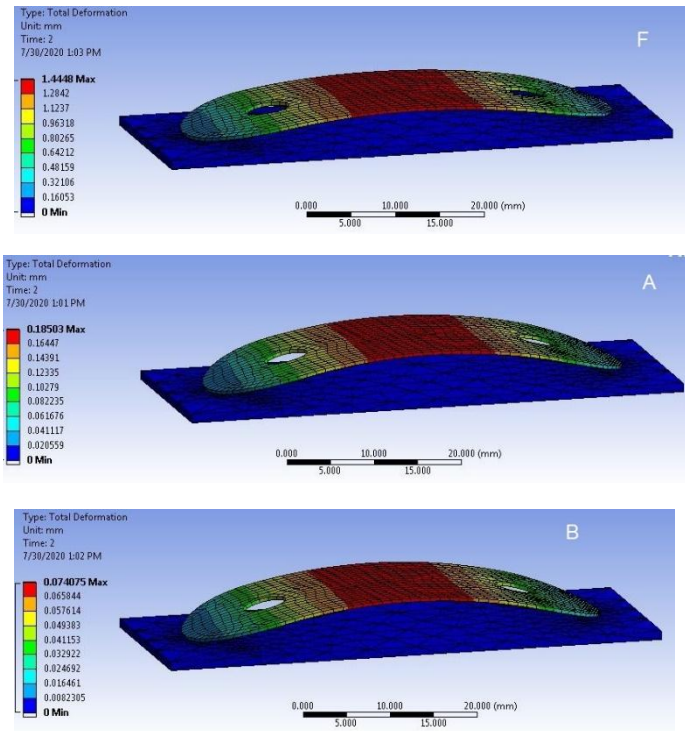 Type: Total Deformation
Unit: mm
Time: 2
7/30/2020 1:03 PM
F
1.4448 Max
1.2842
1.1237
0.96318
0.80265
0.64212
0.48159
0.32106
0.16053
0 Min
0.000 10.000 20.000 (mm)
5.000 15.000
Type: Total Deformation
Unit: mm
Time: 2
7/30/2020 1:01 PM
A
0.18503 Max
0.16447
0.14391
0.12335
0.10279
0.082235
0.061676
0.041117
0.020559
0 Min
0.000 10.000 20.000 (mm)
5.000 15.000
Type: Total Deformation
Unit: mm
Time: 2
7/30/2020 1:02 PM
B
0.074075 Max
0.065844
0.057614
0.049383
0.041153
0.032922
0.024692
0.016461
0.0082305
0 Min
0.000 10.000 20.000 (mm)
5.000 15.000